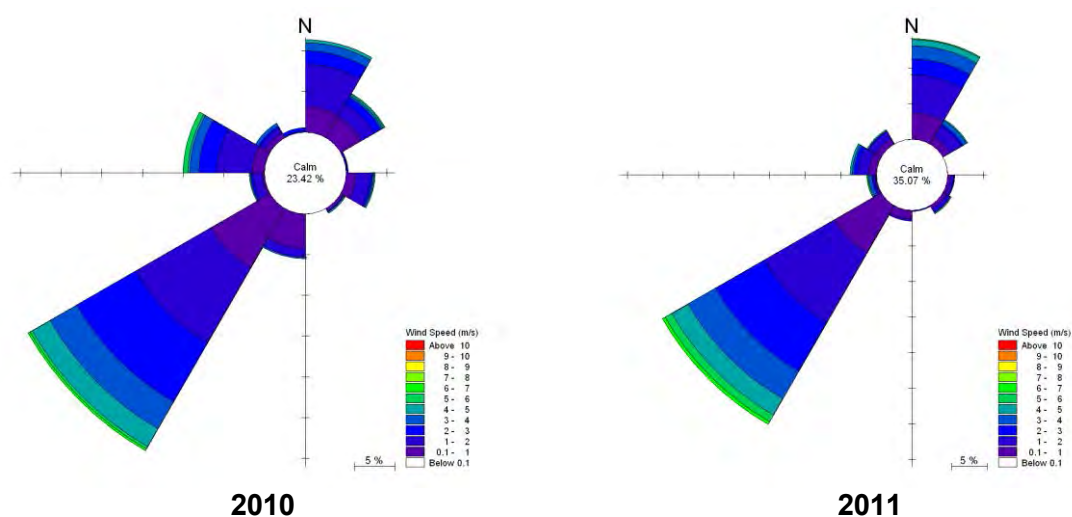 N
Calm
23.42 %
Wind Speed (m/s)
Above 10
9 - 10
8 - 9
7 - 8
6 - 7
5 - 6
4 - 5
3 - 4
2 - 3
1 - 2
0.1 - 1
Below 0.1
5 %
2010
N
Calm
35.07 %
Wind Speed (m/s)
Above 10
9 - 10
8 - 9
7 - 8
6 - 7
5 - 6
4 - 5
3 - 4
2 - 3
1 - 2
0.1 - 1
Below 0.1
5 %
2011